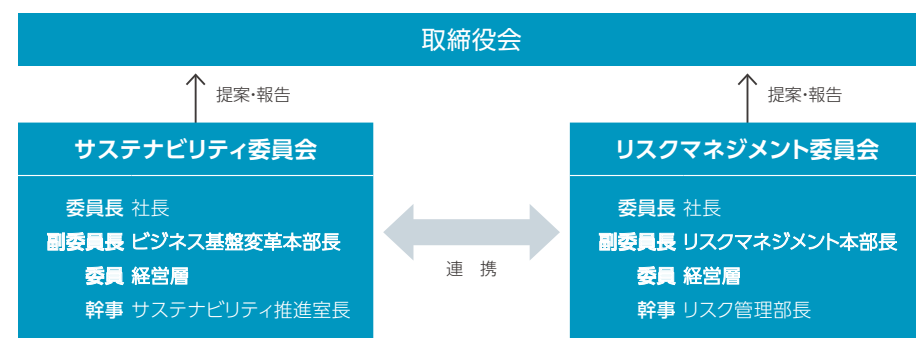 取締役会
提案・報告
提案・報告
サステナビリティ委員会
委員長 社長
副委員長 ビジネス基盤変革本部長
委員 経営層
幹事 サステナビリティ推進室長
連 携
リスクマネジメント委員会
委員長 社長
副委員長 リスクマネジメント本部長
委員 経営層
幹事 リスク管理部長